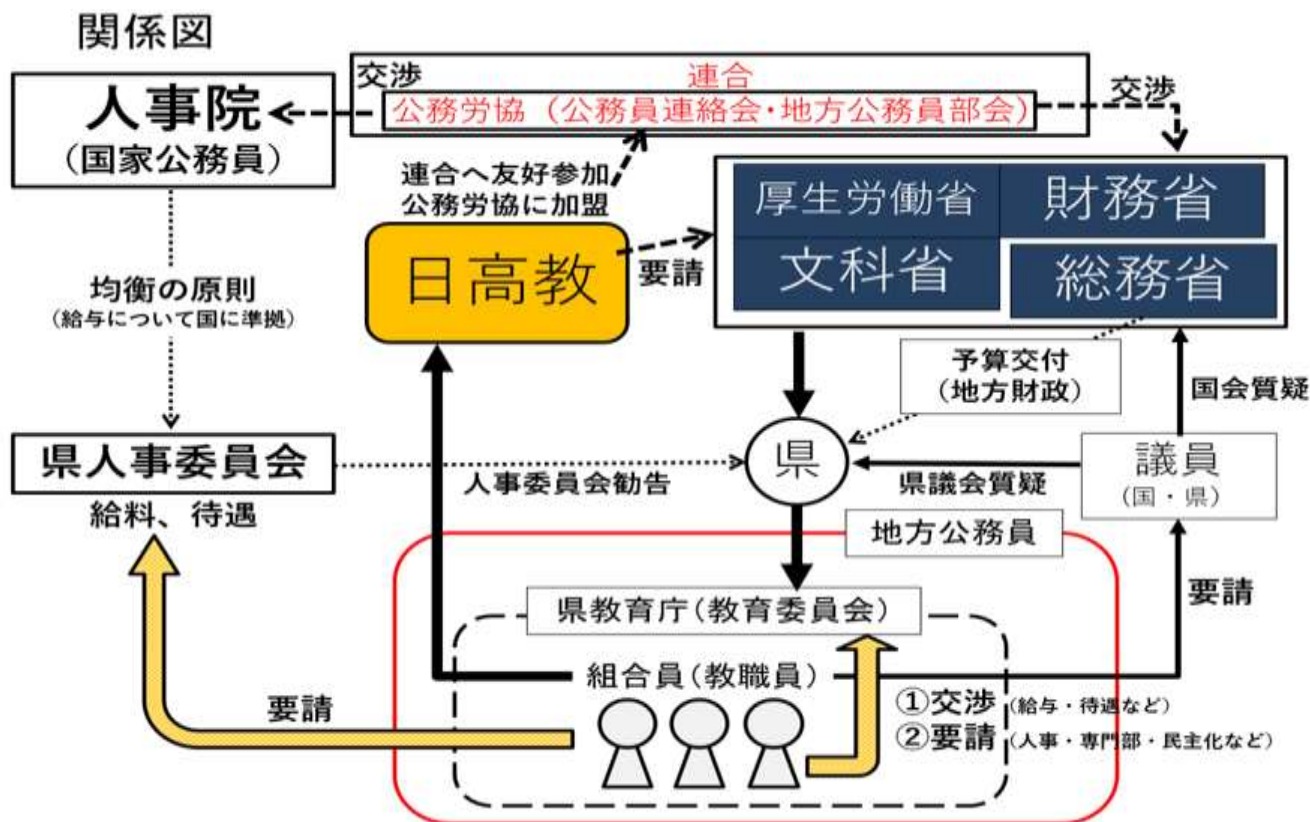 関係図
交渉
連合
交渉
人事院
(国家公務員)
公務労協（公務員連絡会・地方公務員部会）
連合へ友好参加
公務労協に加盟
厚生労働省
財務省
文科省
総務省
日高教
要請
均衡の原則
(給与について国に準拠)
予算交付
(地方財政)
国会質疑
県人事委員会
給料、待遇
人事委員会勧告
県
県議会質疑
議員
(国・県)
地方公務員
要請
県教育庁(教育委員会)
組合員(教職員)
要請
①交渉 (給与・待遇など)
②要請 (人事・専門部・民主化など)